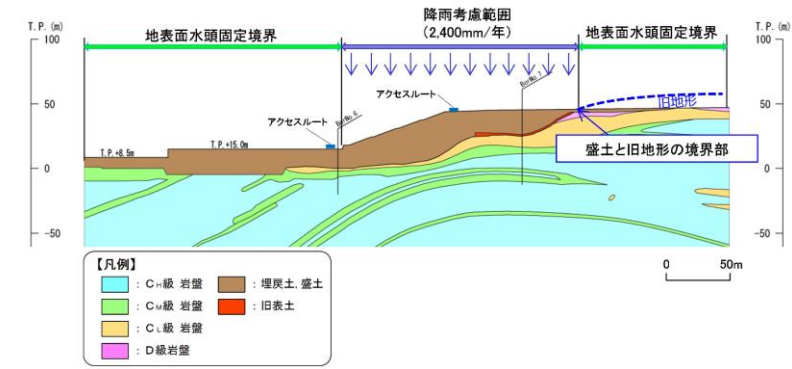 T.P.(m)
100
50
0
-50
地表面水頭固定境界
降雨考慮範囲
(2,400mm/年)
地表面水頭固定境界
T.P.(m)
100
50
0
-50
アクセスルート
アクセスルート
BorNo.6
BorNo.7
T.P.+8.5m
T.P.+15.0m
旧地形
盛土と旧地形の境界部
0 50m
【凡例】
:CH級 岩盤
:埋戻土,盛土
:CM級 岩盤
:旧表土
:CL級 岩盤
:D級岩盤